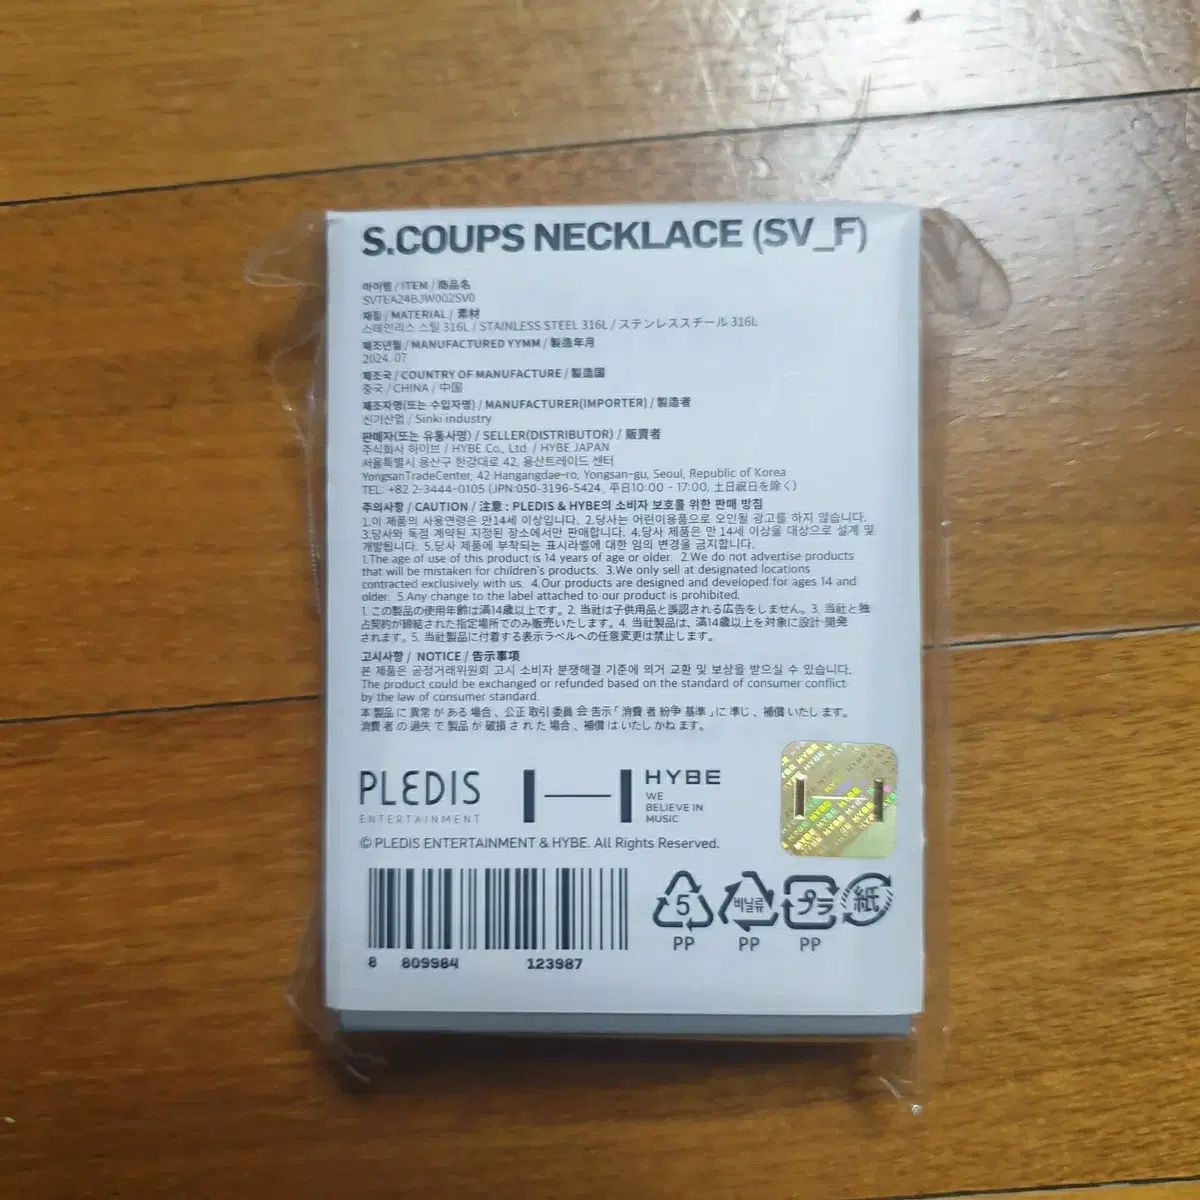 S.COUPS NECKLACE (SV_F)
아이템 / ITEM / 商品名
SVTEA24BJW002SV0
재질 / MATERIAL / 素材
스테인리스 스틸 316L / STAINLESS STEEL 316L / ステンレススチール 316L
제조년월 / MANUFACTURED YYMM / 製造年月
2024. 07
제조국 / COUNTRY OF MANUFACTURE / 製造国
중국 / CHINA / 中国
제조자명(또는 수입자명) / MANUFACTURER(IMPORTER) / 製造者
신기산업 / Sinki industry
판매자(또는 유통사명) / SELLER(DISTRIBUTOR) / 販賣者
주식회사 하이브 / HYBE Co., Ltd. / HYBE JAPAN
서울특별시 용산구 한강대로 42, 용산트레이드 센터
YongsanTradeCenter, 42 Hangangdae-ro, Yongsan-gu, Seoul, Republic of Korea
TEL: +82 2-3444-0105 (JPN:050-3196-5424, 平日10:00 - 17:00, 土日祝日を除く)
주의사항 / CAUTION / 注意 : PLEDIS & HYBE의 소비자 보호를 위한 판매 방침
1.이 제품의 사용연령은 만14세 이상입니다. 2.당사는 어린이용품으로 오인될 광고를 하지 않습니다.
3.당사와 독점 계약된 지정된 장소에서만 판매합니다. 4.당사 제품은 만 14세 이상을 대상으로 설계 및
개발됩니다. 5.당사 제품에 부착되는 표시라벨에 대한 임의 변경을 금지합니다.
1.The age of use of this product is 14 years of age or older. 2.We do not advertise products
that will be mistaken for children's products. 3.We only sell at designated locations
contracted exclusively with us. 4.Our products are designed and developed for ages 14 and
older. 5.Any change to the label attached to our product is prohibited.
1. この製品の使用年齢は満14歳以上です。2. 当社は子供用品と誤認される広告をしません。3. 当社と独
占契約が締結された指定場所でのみ販売いたします。4. 当社製品は、満14歳以上を対象に設計·開発
されます。5. 当社製品に付着する表示ラベルへの任意変更は禁止します。
고시사항 / NOTICE / 告示事項
본 제품은 공정거래위원회 고시 소비자 분쟁해결 기준에 의거 교환 및 보상을 받으실 수 있습니다.
The product could be exchanged or refunded based on the standard of consumer conflict
by the law of consumer standard.
本 製品 に 異常 が ある 場合 、公正 取引 委員 会 告示「 消費 者 紛争 基準 」に 準じ 、補償 いたし ます。
消費 者 の 過失 で 製品 が 破損 さ れ た 場合 、補償 は いたし かね ます。
PLEDIS
ENTERTAINMENT
HYBE
WE
BELIEVE IN
MUSIC
© PLEDIS ENTERTAINMENT & HYBE. All Rights Reserved.
8 809984 123987
5
PP
비닐류
PP
プラ
PP
紙